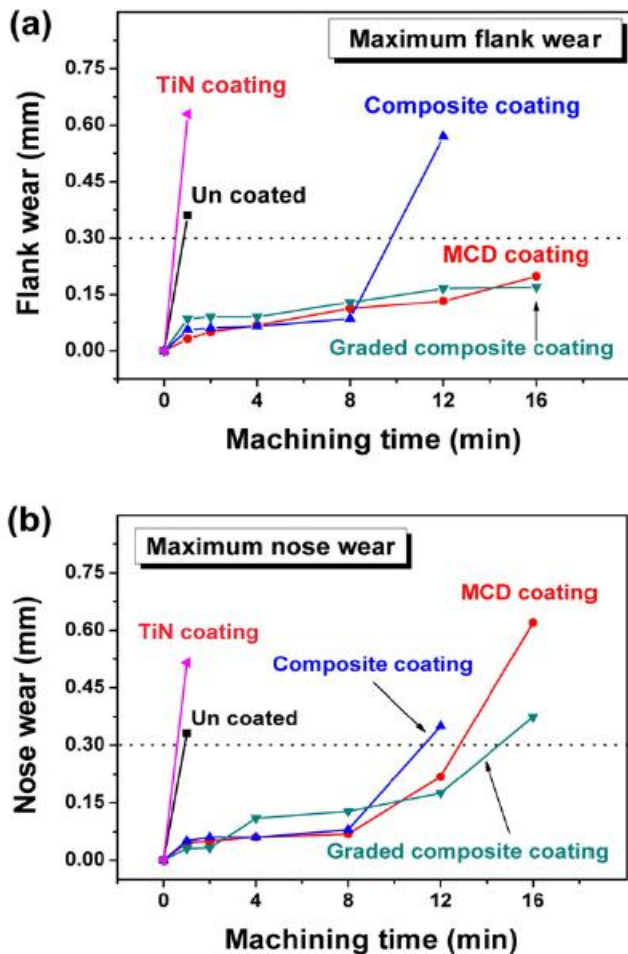 (a)
Maximum flank wear
0.75
TiN coating
Composite coating
0.60
0.45
Un coated
0.30
MCD coating
0.15
Graded composite coating
0.00
Flank wear (mm)
0 4 8 12 16
Machining time (min)
(b)
Maximum nose wear
0.75
MCD coating
0.60
TiN coating
Composite coating
0.45
Un coated
0.30
0.15
Graded composite coating
0.00
Nose wear (mm)
0 4 8 12 16
Machining time (min)